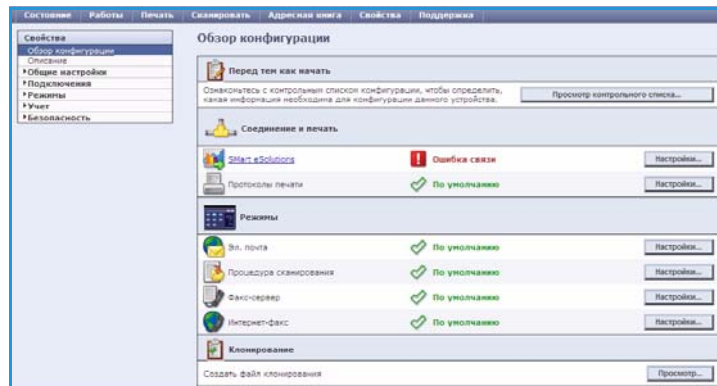 Состояние Работы Печать Сканировать Адресная книга Свойства Поддержка
Свойства
Обзор конфигурации
Описание
Общие настройки
Подключения
Режимы
Учет
Безопасность
Обзор конфигурации
Перед тем как начать
Ознакомьтесь с контрольным списком конфигурации, чтобы определить,
какая информация необходима для конфигурации данного устройства.
Просмотр контрольного списка...
Соединение и печать
SMart eSolutions Ошибка связи Настройки...
Протоколы печати По умолчанию Настройки...
Режимы
Эл. почта По умолчанию Настройки...
Процедура сканирования По умолчанию Настройки...
Факс-сервер По умолчанию Настройки...
Интернет-факс По умолчанию Настройки...
Клонирование
Создать файл клонирования Просмотр...